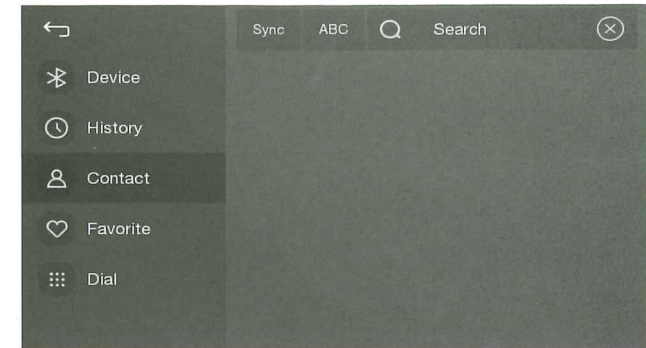 Sync ABC Search
Device
History
Contact
Favorite
Dial